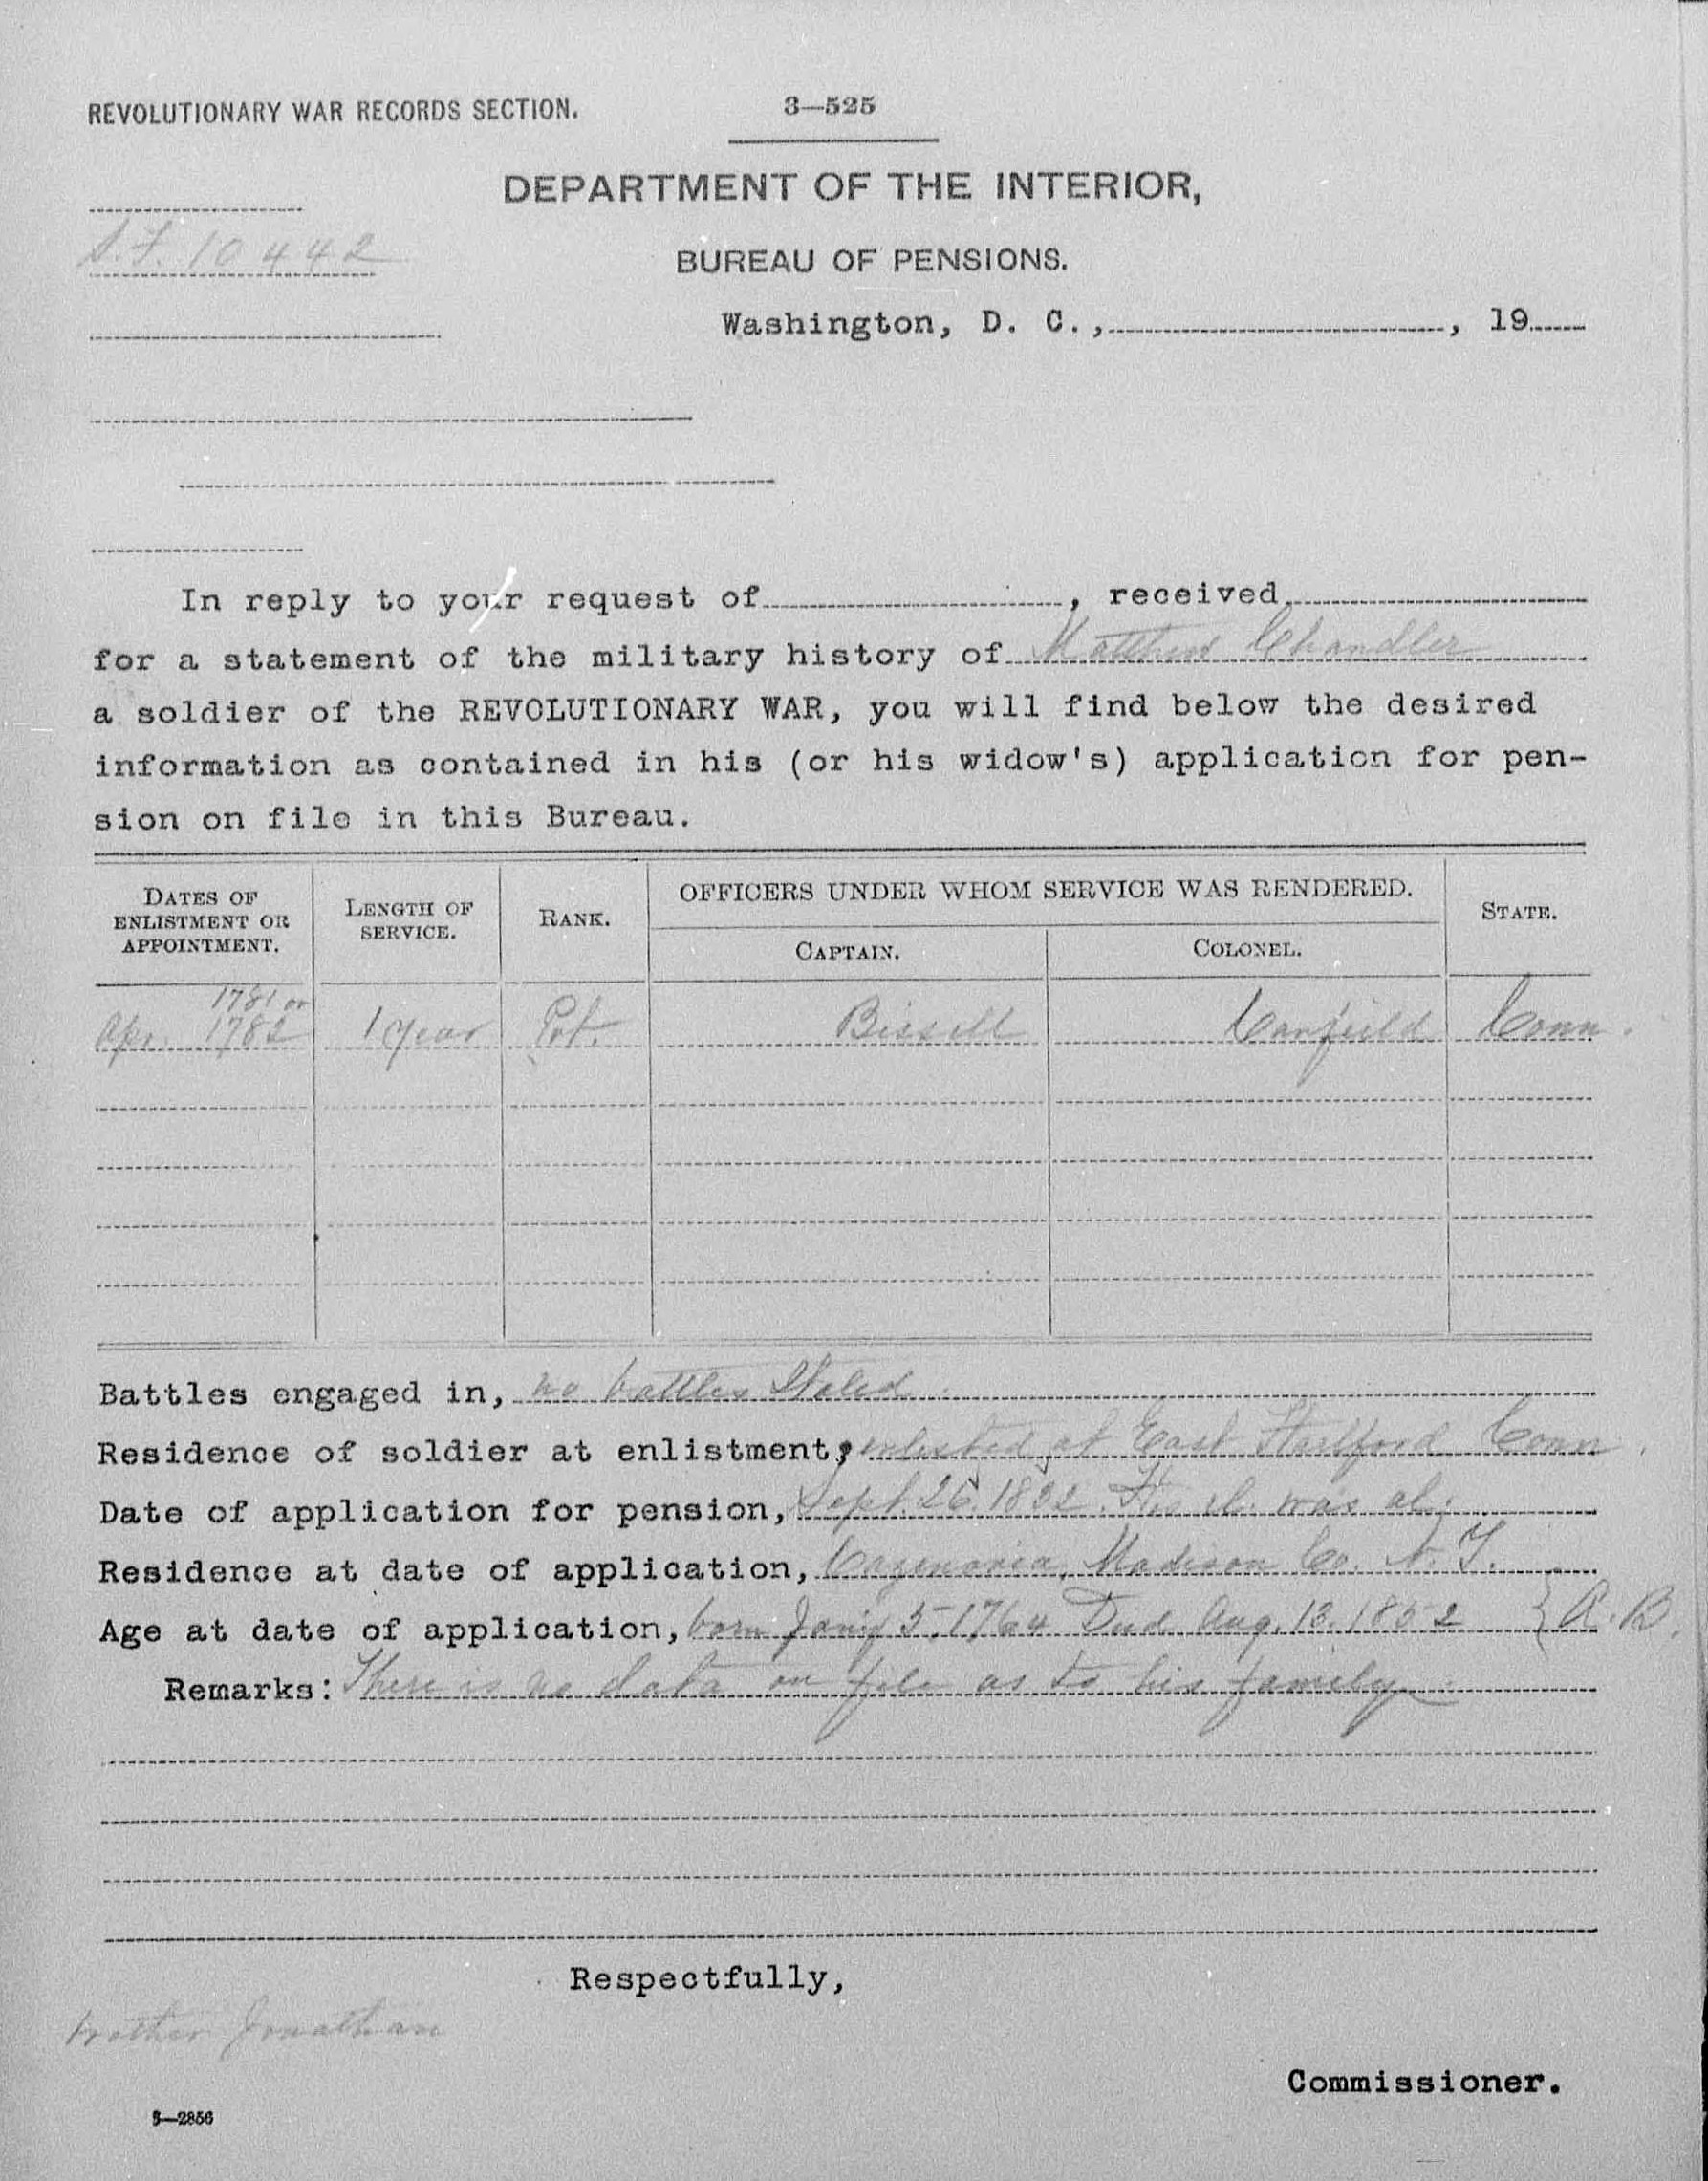 REVOLUTIONARY WAR RECORDS SECTION.
3—525
DEPARTMENT OF THE INTERIOR,
S.F. 10442
BUREAU OF PENSIONS.
Washington, D. C., , 19
In reply to your request of , received
for a statement of the military history of Matthew Chandler
a soldier of the REVOLUTIONARY WAR, you will find below the desired
information as contained in his (or his widow's) application for pen-
sion on file in this Bureau.
DATES OF ENLISTMENT OR APPOINTMENT.
LENGTH OF SERVICE.
RANK.
OFFICERS UNDER WHOM SERVICE WAS RENDERED.
CAPTAIN.
COLONEL.
STATE.
1781 or
Apr. 1782 1 year Pvt. Bissell Canfield Conn.
Battles engaged in, no battles Stated.
Residence of soldier at enlistment, enlisted at East Hartford Conn.
Date of application for pension, Sept. 26. 1832. His cl. was al.
Residence at date of application, Cazenovia, Madison Co. N.Y.
Age at date of application, born Jany 5, 1764 Died Aug. 13. 1852 } A. B.
Remarks: There is no data on file as to his family.
Respectfully,
brother Jonathan
Commissioner.
3—2856